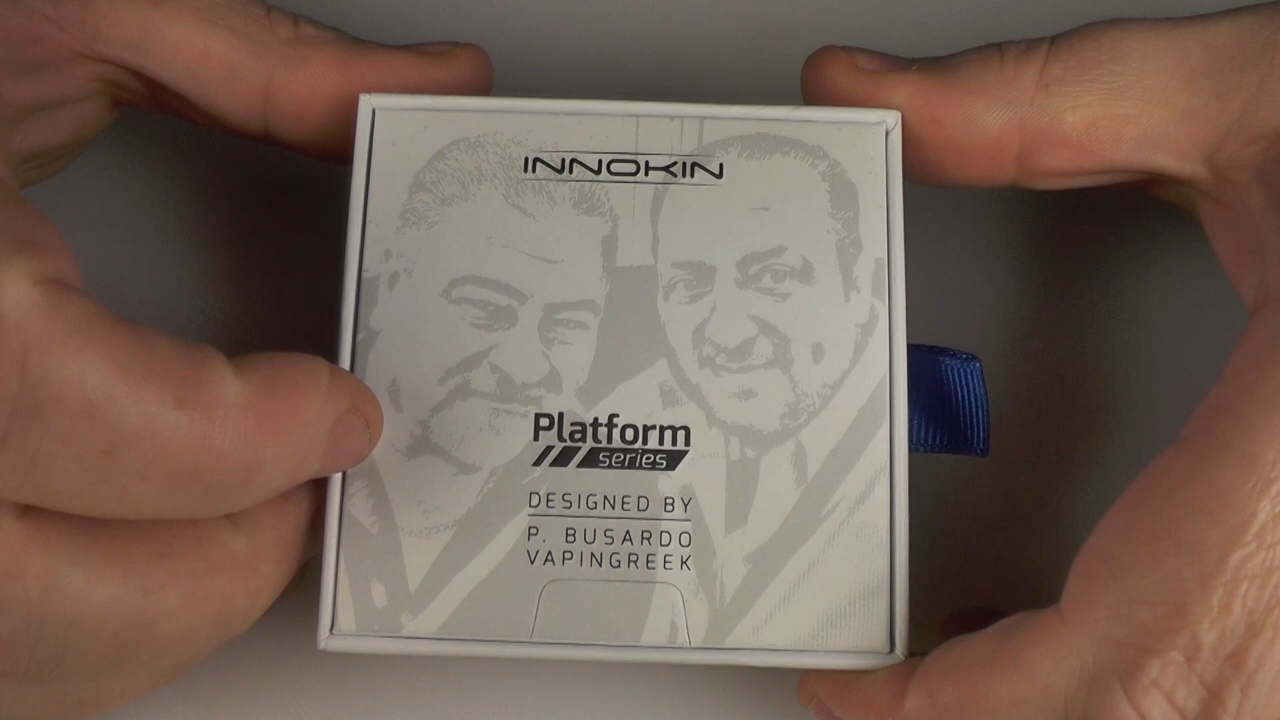 INNOKIN
Platform
series
DESIGNED BY
P. BUSARDO
VAPINGREEK